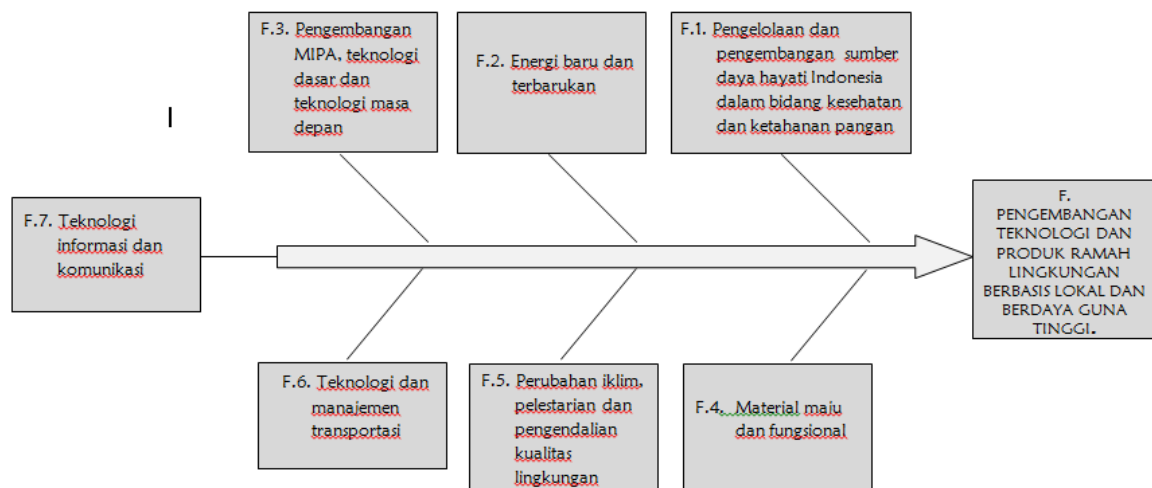 F.3. Pengembangan
MIPA, teknologi
dasar dan
teknologi masa
depan
F.2. Energi baru dan
terbarukan
F.1. Pengelolaan dan
pengembangan sumber
daya hayati Indonesia
dalam bidang kesehatan
dan ketahanan pangan
F.7. Teknologi
informasi dan
komunikasi
F.
PENGEMBANGAN
TEKNOLOGI DAN
PRODUK RAMAH
LINGKUNGAN
BERBASIS LOKAL DAN
BERDAYA GUNA
TINGGI.
F.6. Teknologi dan
manajemen
transportasi
F.5. Perubahan iklim,
pelestarian dan
pengendalian
kualitas
lingkungan
F.4. Material maju
dan fungsional